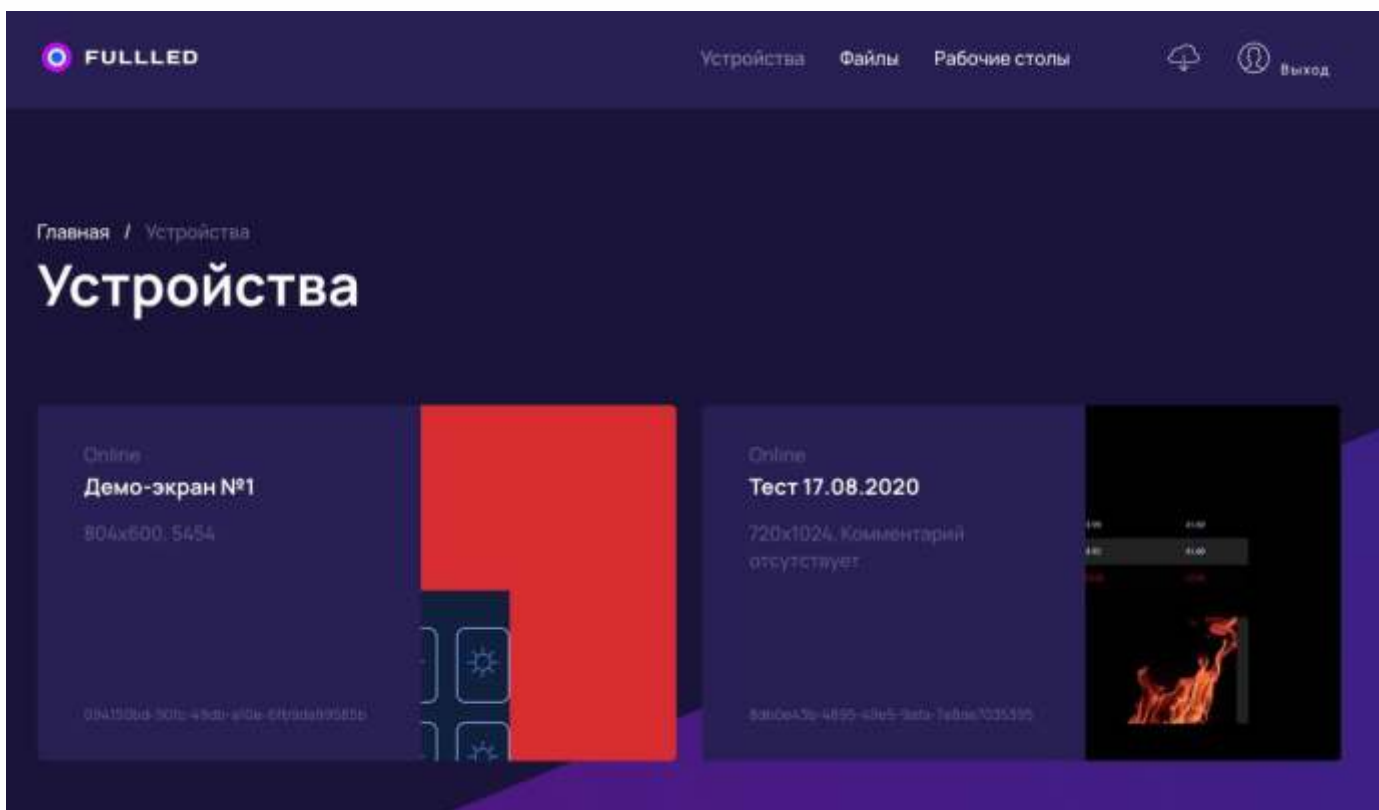 FULLLED
Устройства Файлы Рабочие столы Выход
Главная / Устройства
Устройства
Online
Демо-экран №1
804x600, 5454
Online
Тест 17.08.2020
720x1024, Комментарий
отсутствует